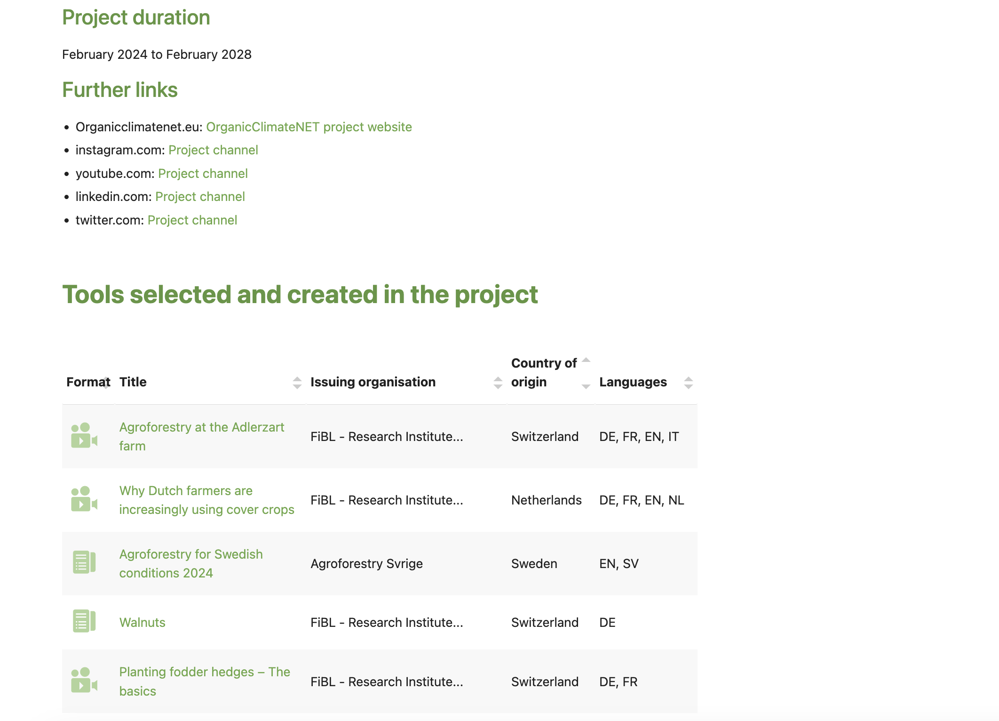 Project duration
February 2024 to February 2028
Further links
• Organicclimatenet.eu: OrganicClimateNET project website
• instagram.com: Project channel
• youtube.com: Project channel
• linkedin.com: Project channel
• twitter.com: Project channel
Tools selected and created in the project
Country of
Format Title Issuing organisation origin Languages
Agroforestry at the Adlerzart
farm
FiBL - Research Institute... Switzerland DE, FR, EN, IT
Why Dutch farmers are
increasingly using cover crops
FiBL - Research Institute... Netherlands DE, FR, EN, NL
Agroforestry for Swedish
conditions 2024
Agroforestry Svrige Sweden EN, SV
Walnuts FiBL - Research Institute... Switzerland DE
Planting fodder hedges – The
basics
FiBL - Research Institute... Switzerland DE, FR